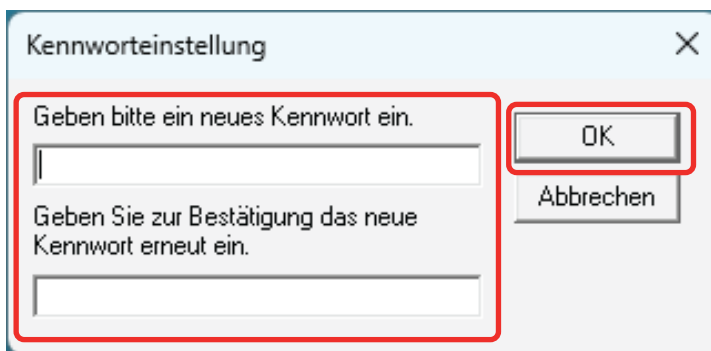 Kennworteinstellung
Geben bitte ein neues Kennwort ein.
OK
Abbrechen
Geben Sie zur Bestätigung das neue
Kennwort erneut ein.